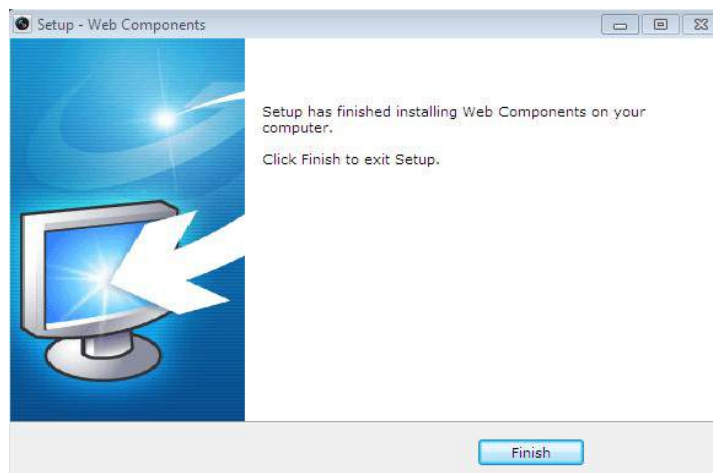 Setup - Web Components
Setup has finished installing Web Components on your
computer.
Click Finish to exit Setup.
Finish